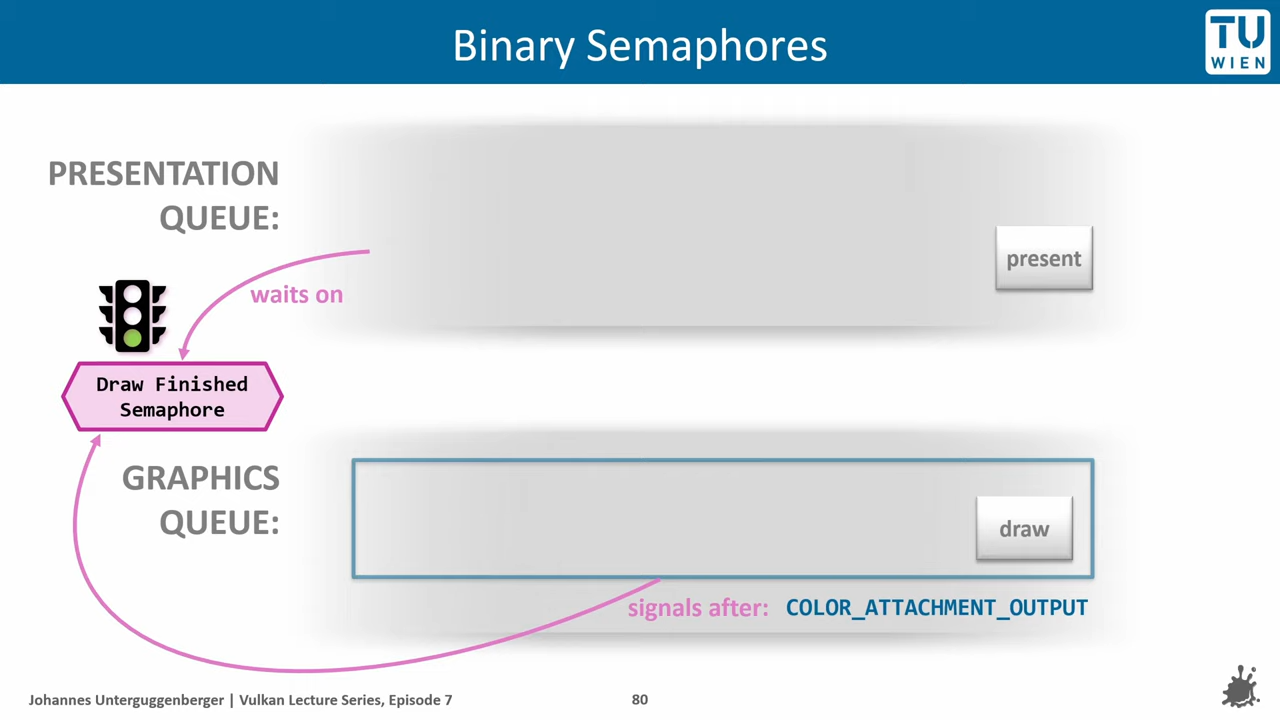 Binary Semaphores
TU
WIEN
PRESENTATION
QUEUE:
present
waits on
Draw Finished
Semaphore
GRAPHICS
QUEUE:
draw
signals after: COLOR_ATTACHMENT_OUTPUT
Johannes Unterguggenberger | Vulkan Lecture Series, Episode 7
80